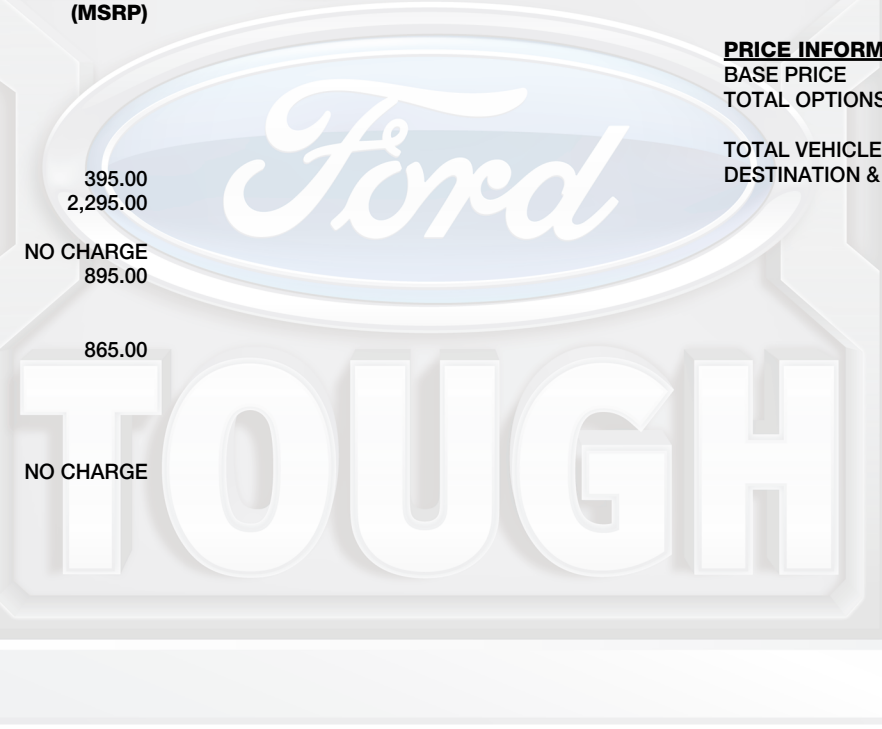 (MSRP)
395.00
2,295.00
NO CHARGE
895.00
865.00
NO CHARGE
PRICE INFORM
BASE PRICE
TOTAL OPTIONS
TOTAL VEHICLE
DESTINATION &
Ford
TOUGH